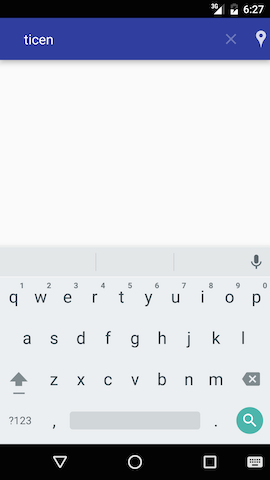 3G 6:27
ticen
1 2 3 4 5 6 7 8 9 0
q w e r t y u i o p
a s d f g h j k l
z x c v b n m
?123 , .